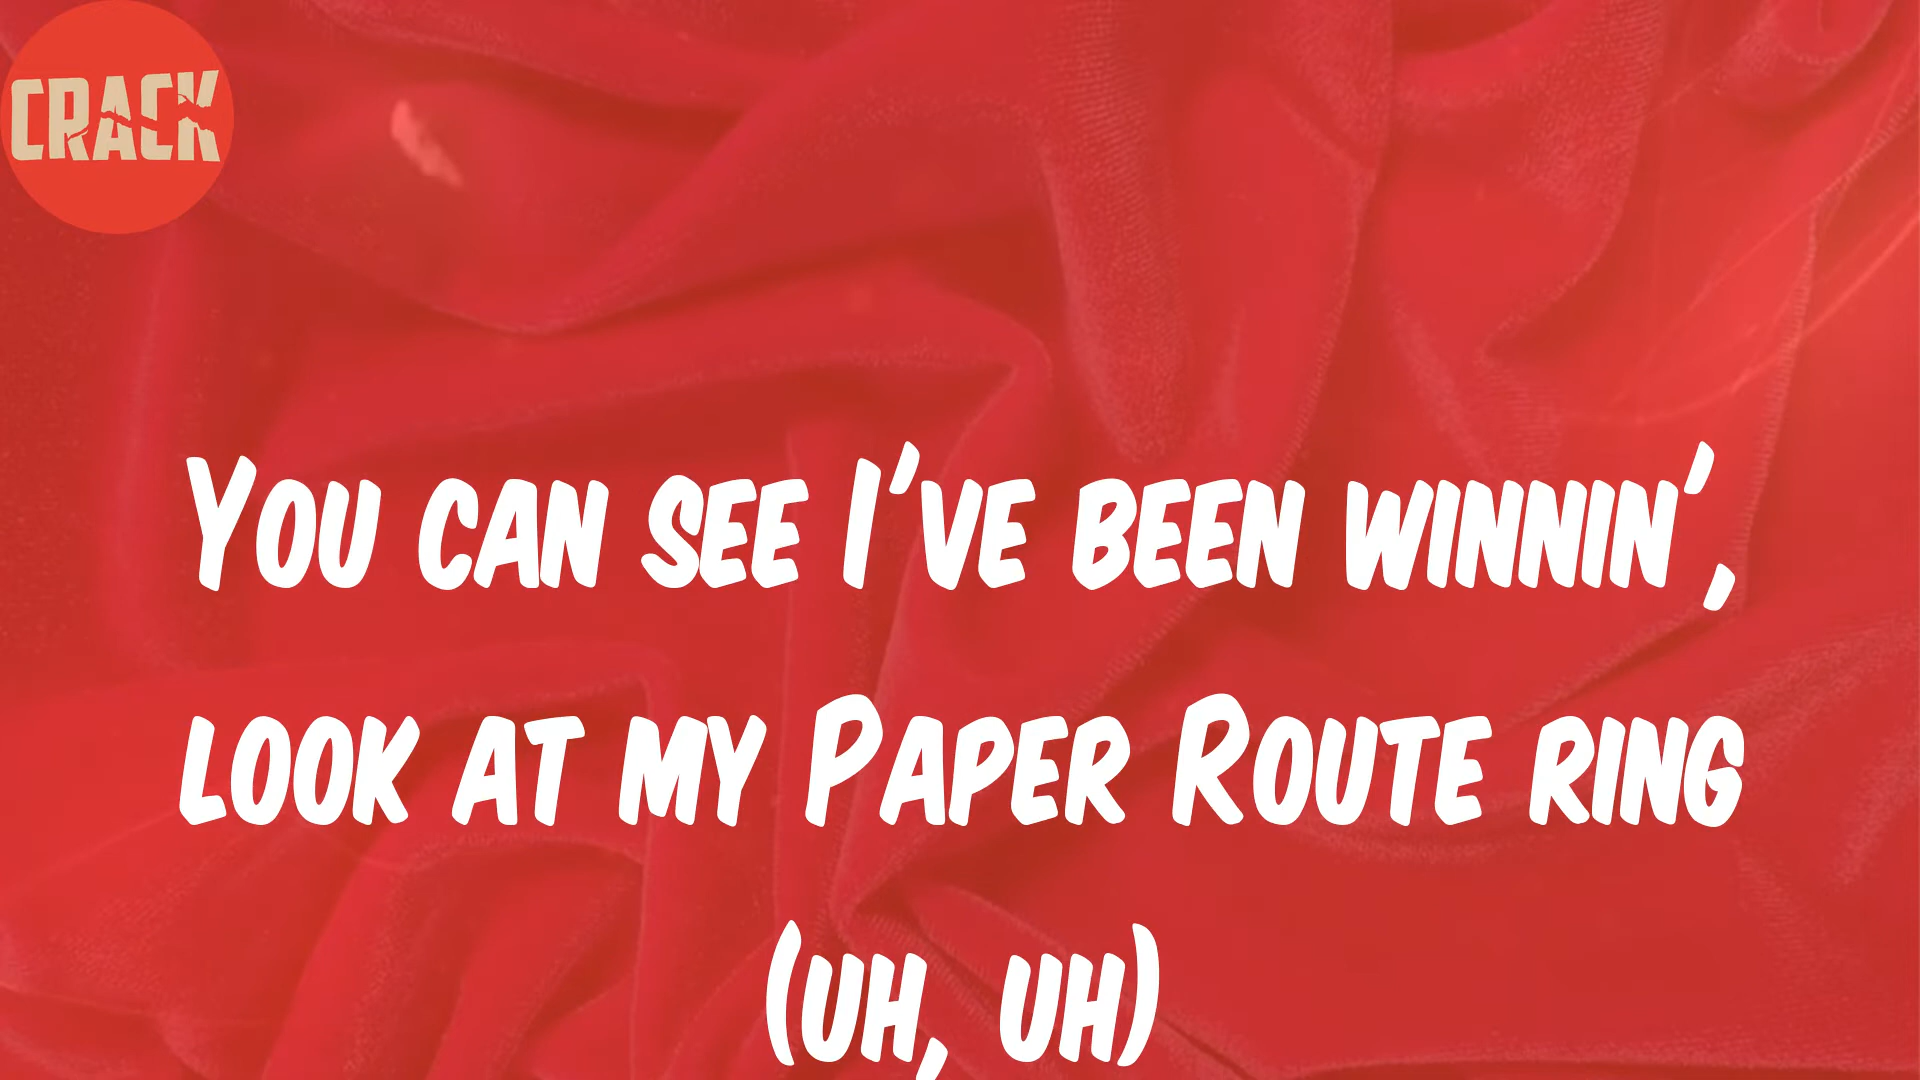 CRACK
You can see I've been winnin',
look at my Paper Route ring
(uh, uh)